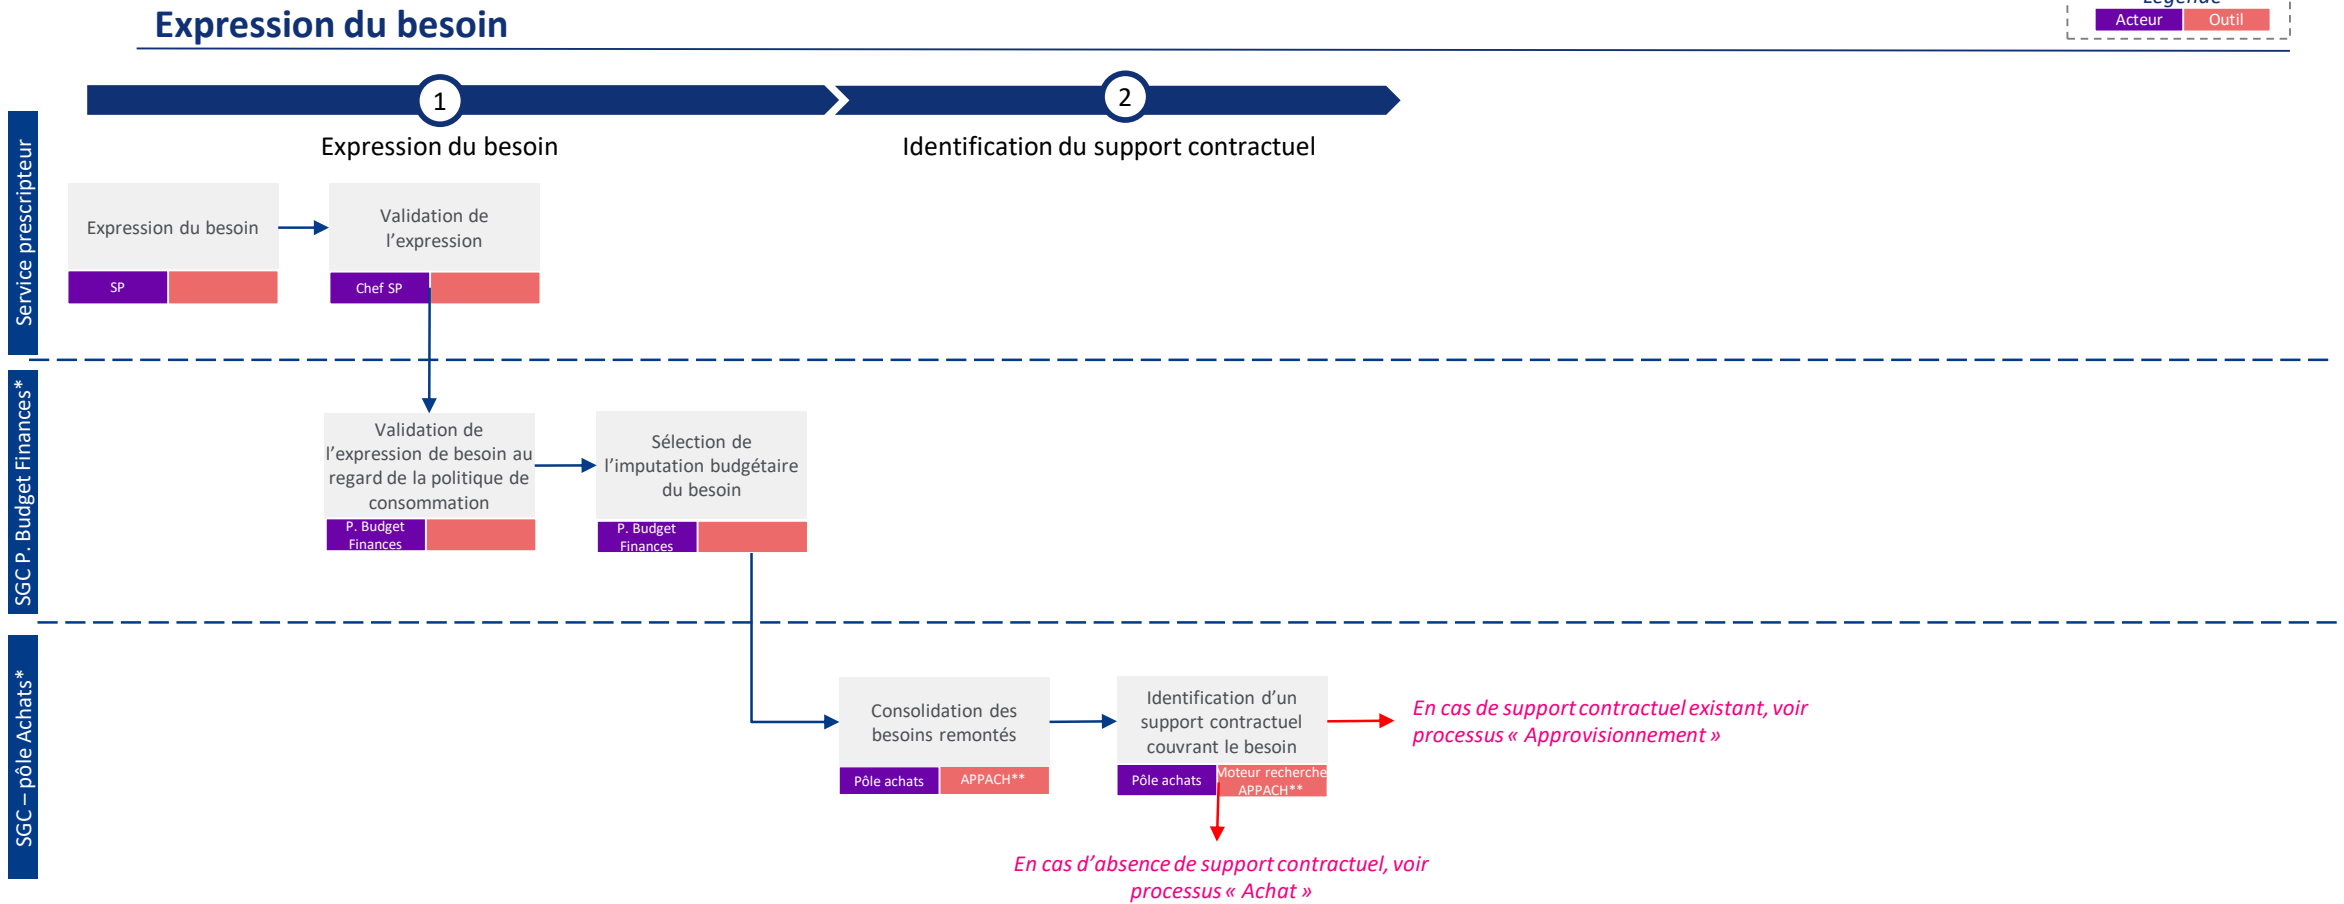 Expression du besoin
Légende
Acteur
Outil
1
2
Expression du besoin
Identification du support contractuel
Service prescripteur
Expression du besoin
SP
Validation de
l’expression
Chef SP
SGC P. Budget Finances*
Validation de
l’expression de besoin au
regard de la politique de
consommation
P. Budget
Finances
Sélection de
l’imputation budgétaire
du besoin
P. Budget
Finances
SGC – pôle Achats*
Consolidation des
besoins remontés
Pôle achats
APPACH**
Identification d’un
support contractuel
couvrant le besoin
Pôle achats
Moteur recherche
APPACH**
En cas de support contractuel existant, voir
processus « Approvisionnement »
En cas d’absence de support contractuel, voir
processus « Achat »